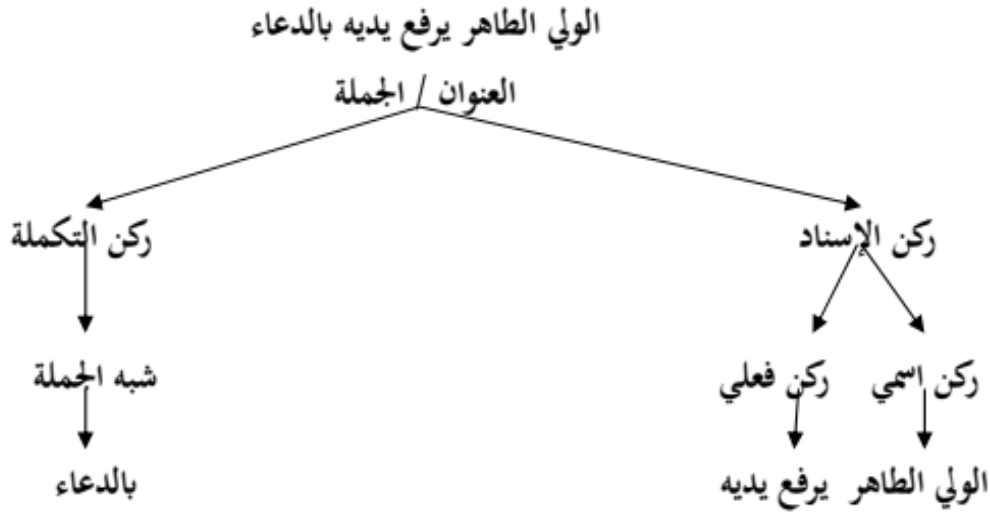 الولي الطاهر يرفع يديه بالدعاء
العنوان / الجملة
ركن الإسناد ركن التكملة
ركن اسمي ركن فعلي شبه الجملة
الولي الطاهر يرفع يديه بالدعاء